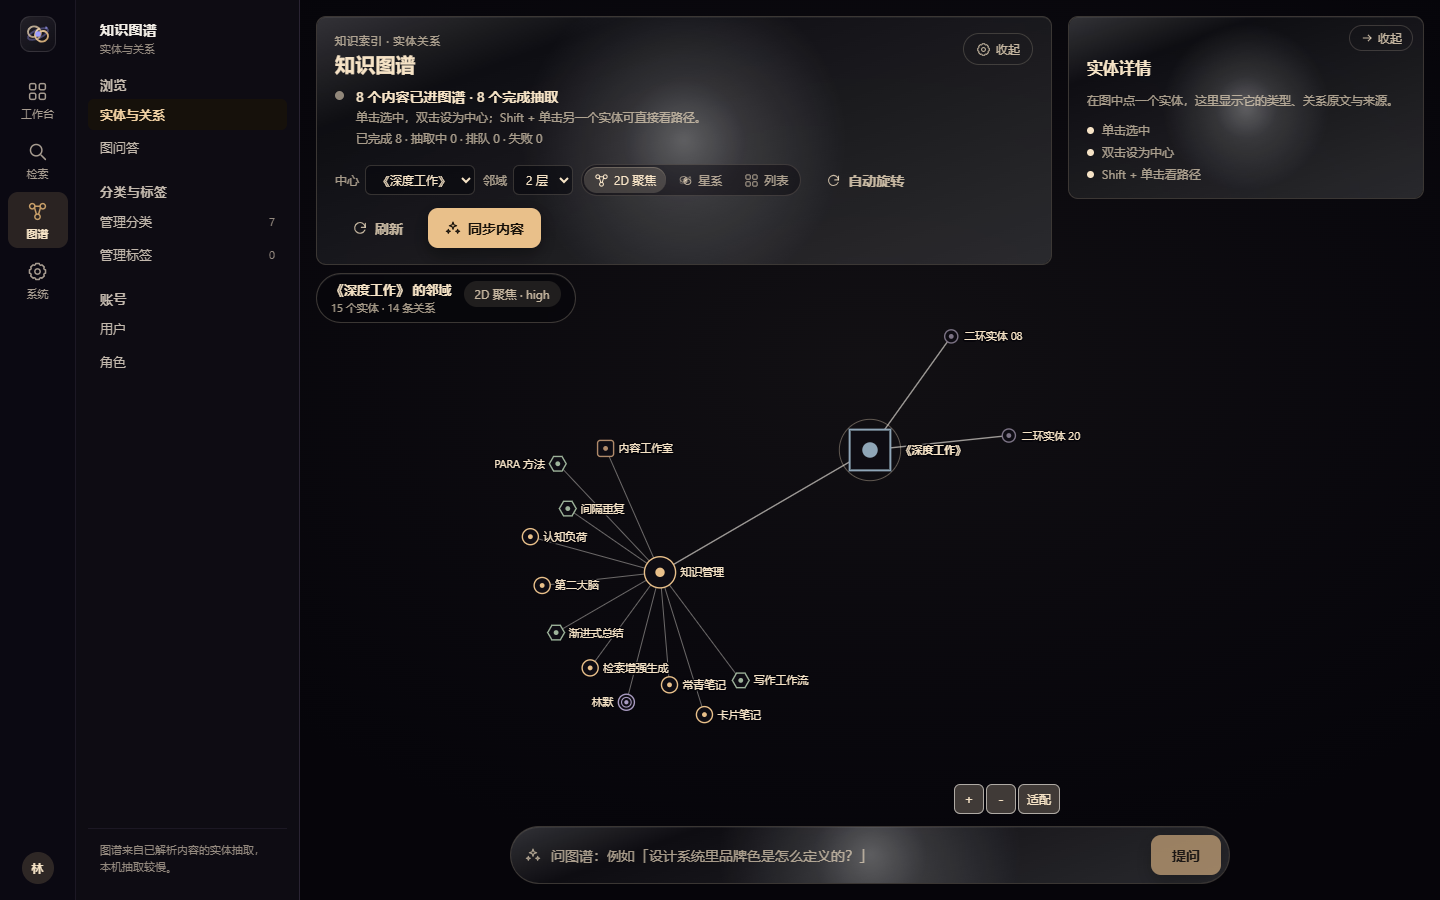 工作台
检索
图谱
系统
林
知识图谱
实体与关系
浏览
实体与关系
图问答
分类与标签
管理分类 7
管理标签 0
账号
用户
角色
图谱来自已解析内容的实体抽取，
本机抽取较慢。
知识索引 · 实体关系
知识图谱
收起
8 个内容已进图谱 · 8 个完成抽取
单击选中，双击设为中心；Shift + 单击另一个实体可直接看路径。
已完成 8 · 抽取中 0 · 排队 0 · 失败 0
中心 《深度工作》 邻域 2 层 2D 聚焦 星系 列表 自动旋转
刷新 同步内容
收起
实体详情
在图中点一个实体，这里显示它的类型、关系原文与来源。
单击选中
双击设为中心
Shift + 单击看路径
《深度工作》 的邻域
15 个实体 · 14 条关系
2D 聚焦 · high
二环实体 08
二环实体 20
《深度工作》
内容工作室
PARA 方法
间隔重复
认知负荷
知识管理
第二大脑
渐进式总结
检索增强生成
常青笔记
写作工作流
林默
卡片笔记
+ - 适配
问图谱：例如「设计系统里品牌色是怎么定义的？」
提问